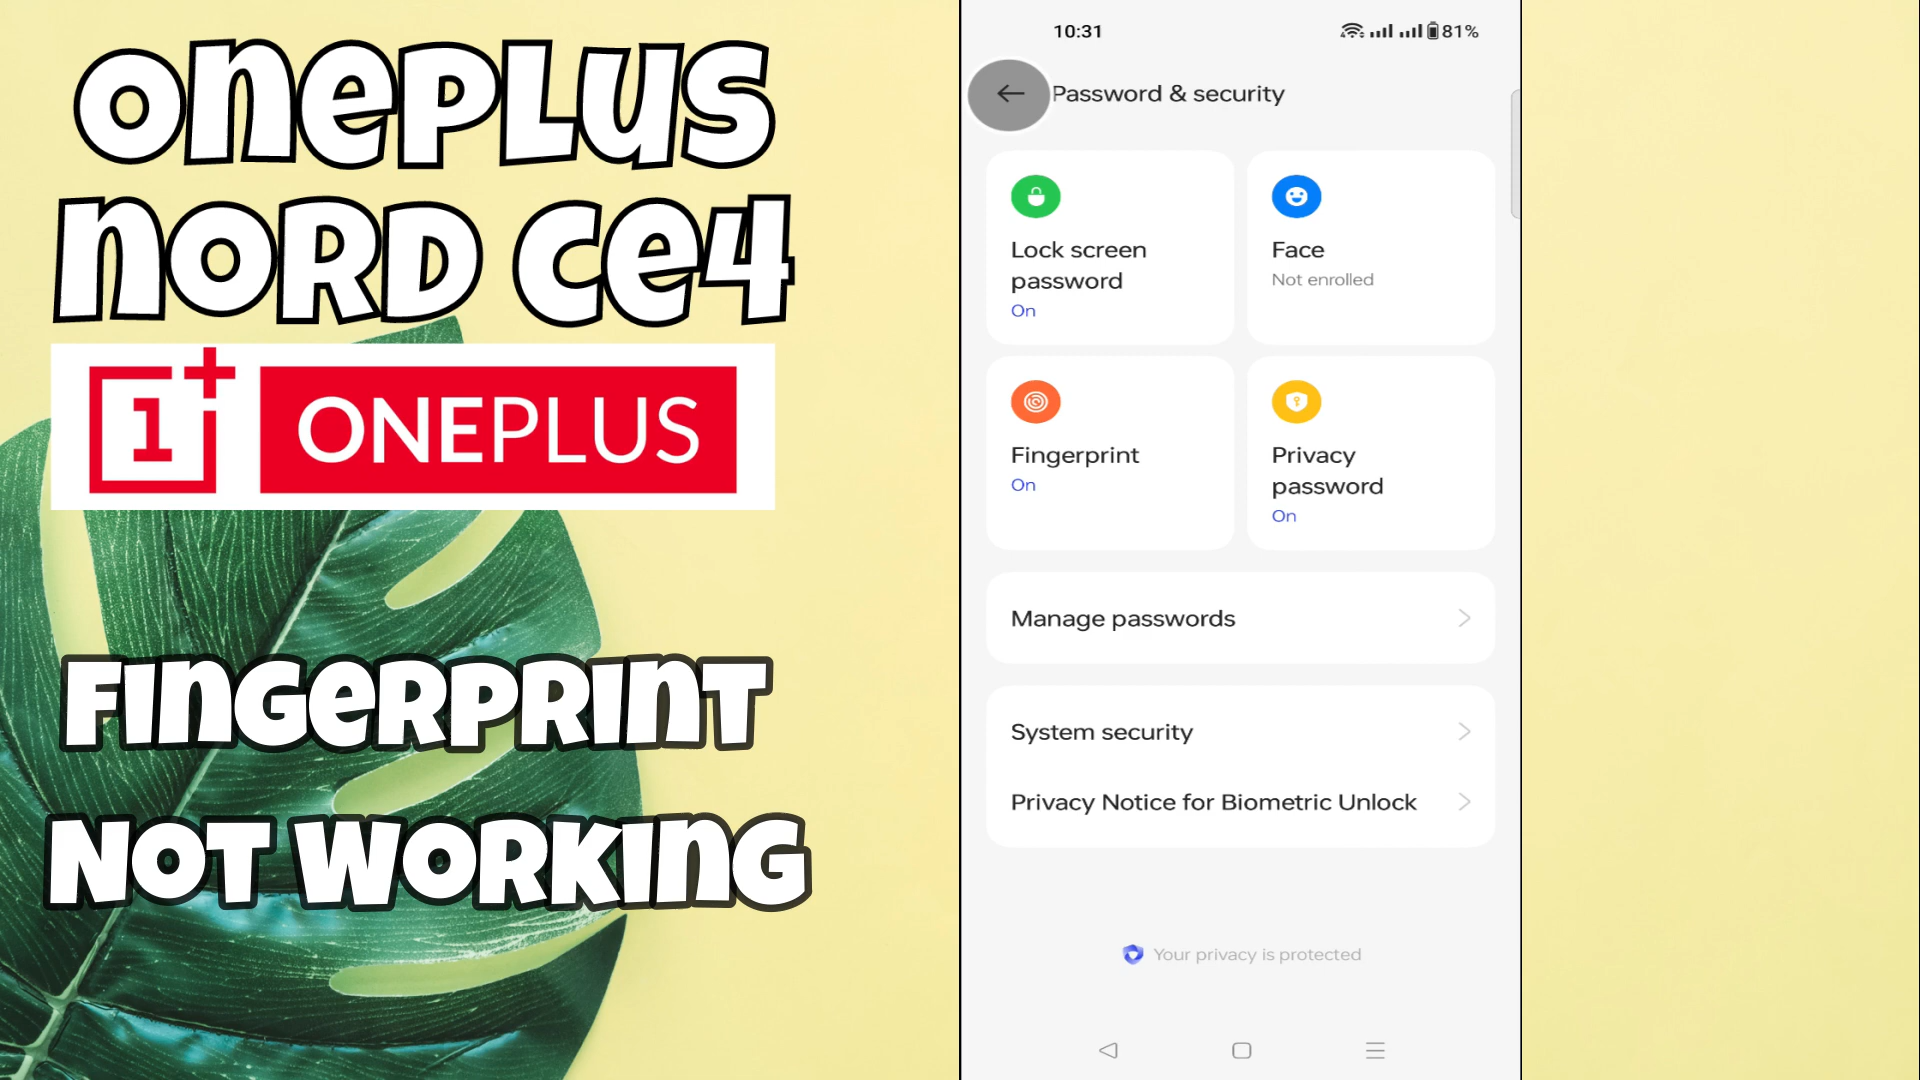 ONEPLUS
NORD CE4
1 ONEPLUS
FINGERPRINT
NOT WORKING
10:31
81%
Password & security
Lock screen
password
On
Face
Not enrolled
Fingerprint
On
Privacy
password
On
Manage passwords
System security
Privacy Notice for Biometric Unlock
Your privacy is protected